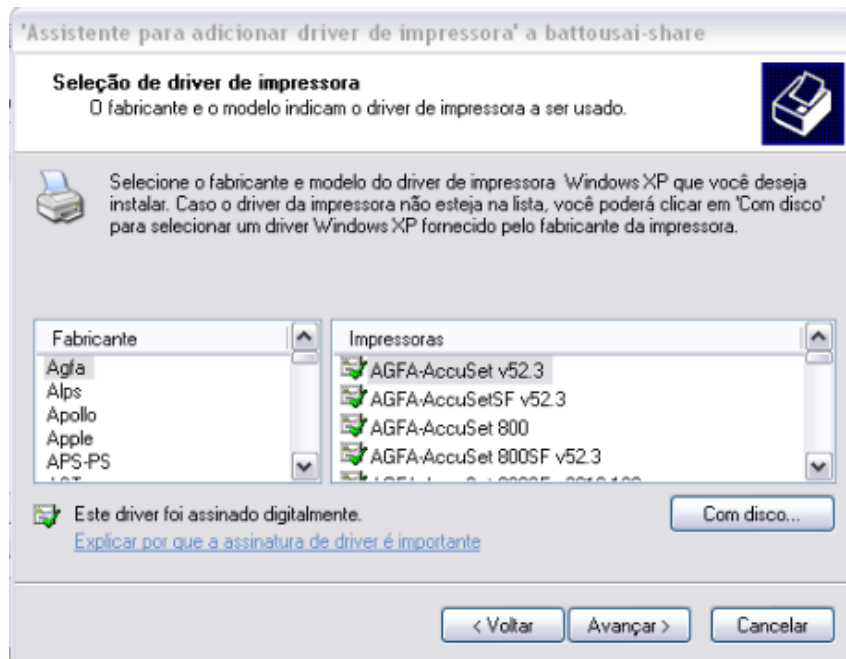 'Assistente para adicionar driver de impressora' a battousai-share
Seleção de driver de impressora
O fabricante e o modelo indicam o driver de impressora a ser usado.
Selecione o fabricante e modelo do driver de impressora Windows XP que você deseja
instalar. Caso o driver da impressora não esteja na lista, você poderá clicar em 'Com disco'
para selecionar um driver Windows XP fornecido pelo fabricante da impressora.
Fabricante
Agfa
Alps
Apollo
Apple
APS-PS
Impressoras
AGFA-AccuSet v52.3
AGFA-AccuSetSF v52.3
AGFA-AccuSet 800
AGFA-AccuSet 800SF v52.3
Este driver foi assinado digitalmente.
Explicar por que a assinatura de driver é importante
Com disco...
< Voltar
Avançar >
Cancelar